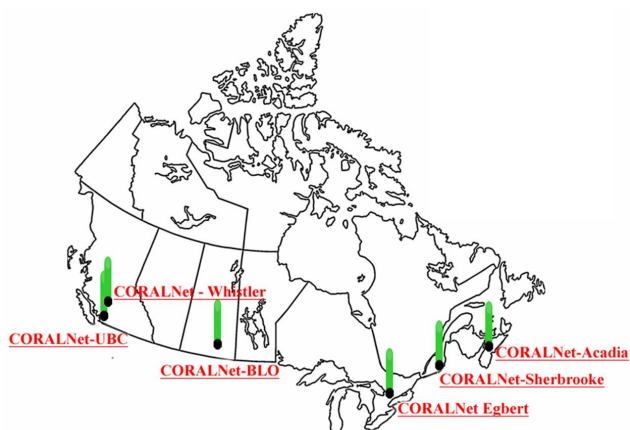 CORALNet - Whistler
CORALNet-UBC
CORALNet-BLO
CORALNet-Acadia
CORALNet-Sherbrooke
CORALNet Egbert